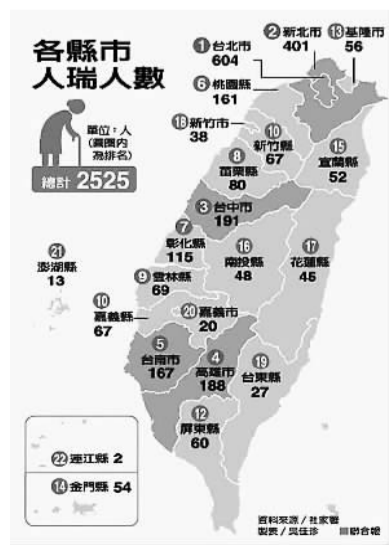 各縣市
人瑞人數
單位：人
(圓圈內
為排名)
總計 2525
1 台北市
604
2 新北市
401
13 基隆市
56
6 桃園縣
161
18 新竹市
38
10
新竹縣
67
15
宜蘭縣
52
8
苗栗縣
80
3 台中市
191
7
彰化縣
115
16
南投縣
48
17
花蓮縣
45
21
澎湖縣
13
9 雲林縣
69
10
嘉義縣
67
20 嘉義市
20
5
台南市
167
4
高雄市
188
19
台東縣
27
12
屏東縣
60
22 連江縣 2
14 金門縣 54
資料來源／社家署
製表／吳佳珍
聯合報